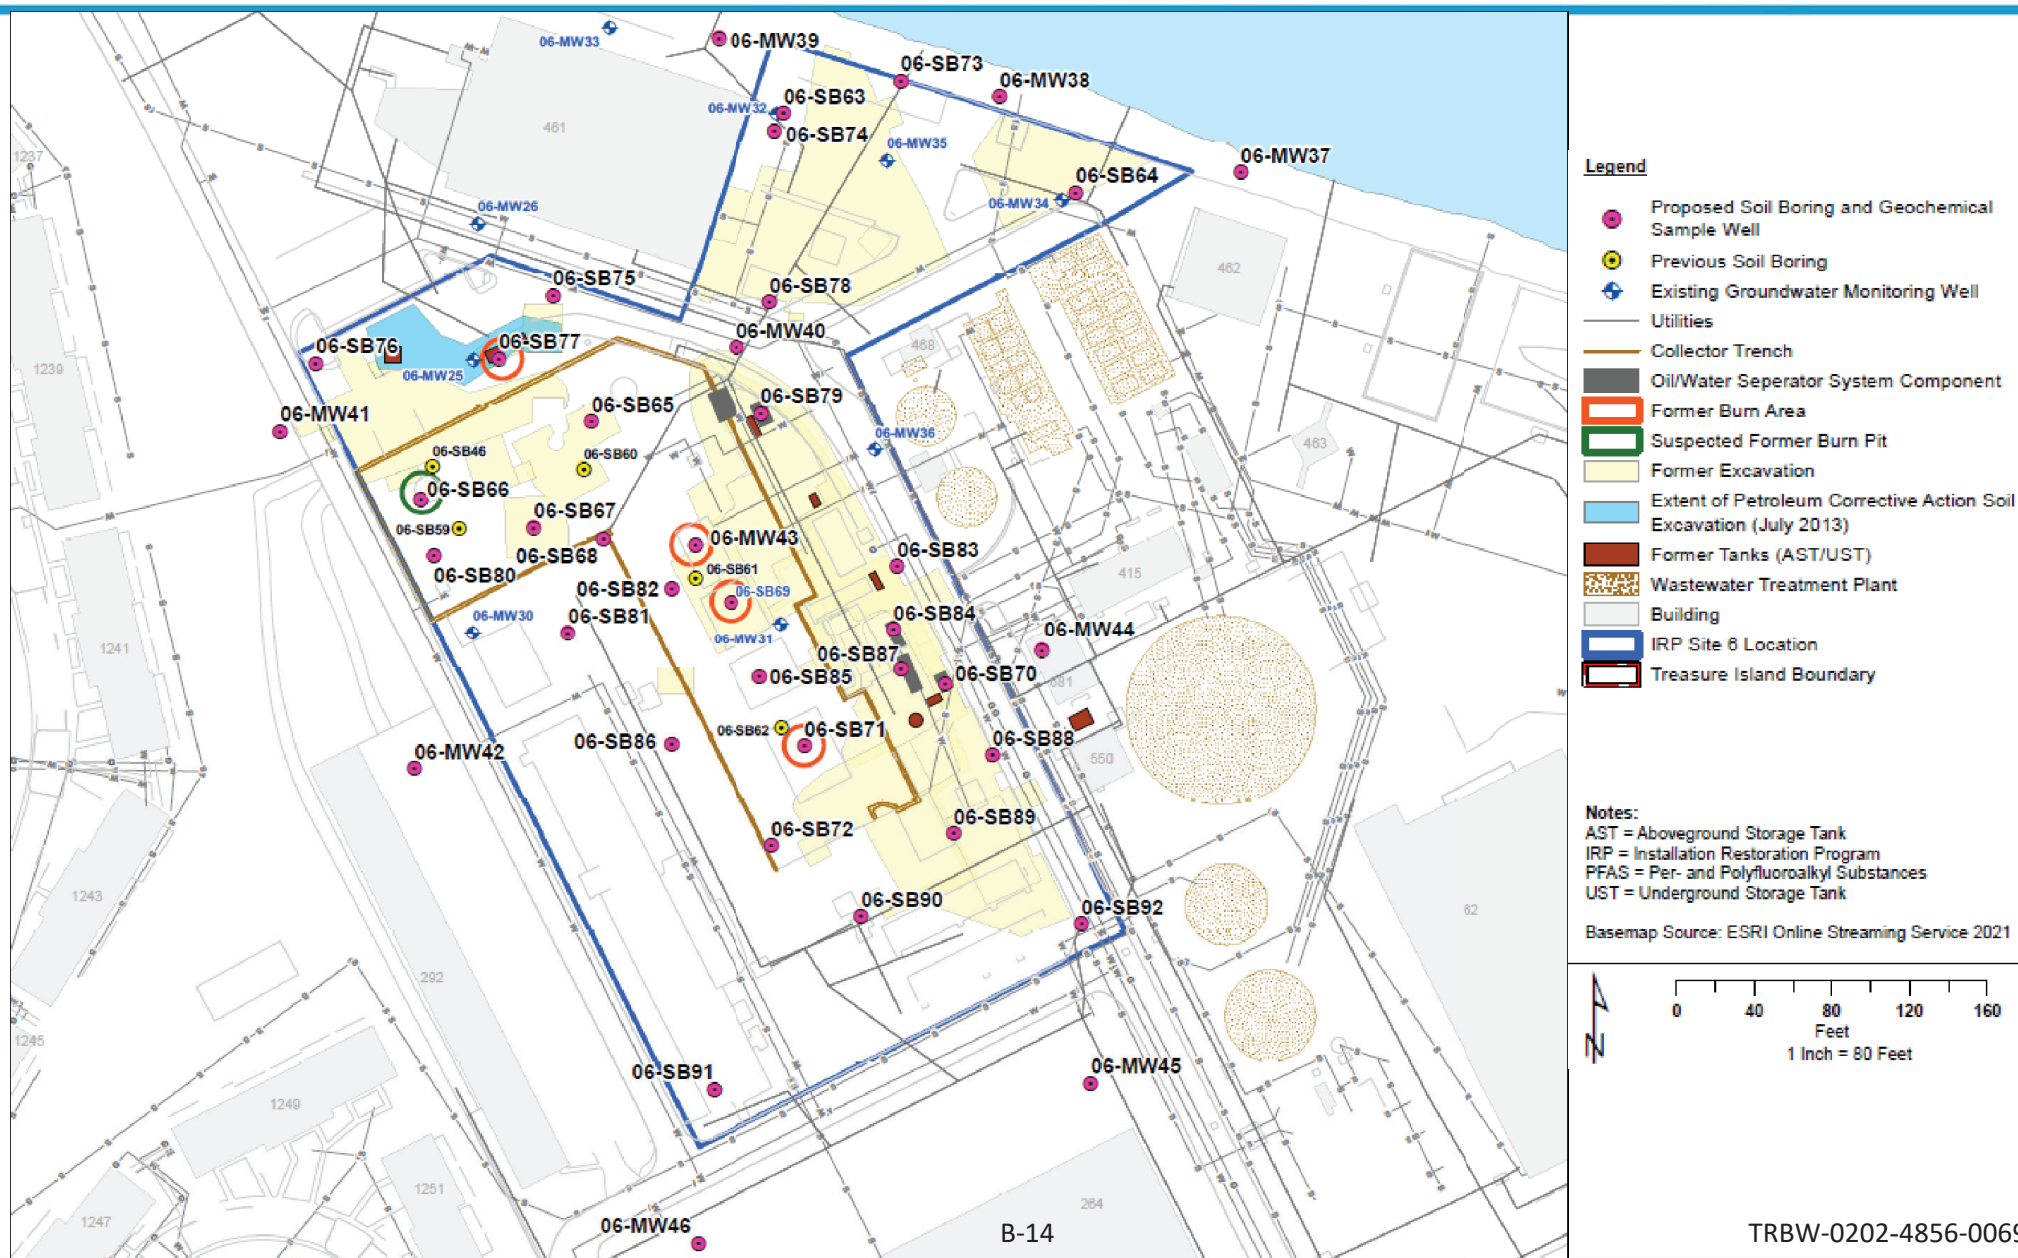 06-MW33
06-MW39
06-SB73
06-MW38
06-SB63
06-MW32
461
06-SB74
06-MW35
06-MW37
1237
06-SB64
06-MW34
06-MW26
462
06-SB75
06-SB78
06-MW40
468
06-SB76
06-SB77
06-MW25
1239
06-SB79
06-SB65
06-MW41
06-MW36
463
06-SB46
06-SB60
06-SB66
06-SB59
06-SB67
06-MW43
06-SB68
06-SB83
06-SB80
06-SB61
415
06-SB82
06-SB69
06-MW30
06-SB81
06-SB84
06-MW31
06-MW44
1241
06-SB87
06-SB85
06-SB70
681
06-SB62
06-SB71
06-SB86
06-SB88
06-MW42
550
06-SB72
06-SB89
1243
06-SB90
06-SB92
62
292
1245
06-SB91
06-MW45
1249
1251
1247
264
06-MW46
B-14
Legend
Proposed Soil Boring and Geochemical
Sample Well
Previous Soil Boring
Existing Groundwater Monitoring Well
Utilities
Collector Trench
Oil/Water Seperator System Component
Former Burn Area
Suspected Former Burn Pit
Former Excavation
Extent of Petroleum Corrective Action Soil
Excavation (July 2013)
Former Tanks (AST/UST)
Wastewater Treatment Plant
Building
IRP Site 6 Location
Treasure Island Boundary
Notes:
AST = Aboveground Storage Tank
IRP = Installation Restoration Program
PFAS = Per- and Polyfluoroalkyl Substances
UST = Underground Storage Tank
Basemap Source: ESRI Online Streaming Service 2021
N
0 40 80 120 160
Feet
1 Inch = 80 Feet
TRBW-0202-4856-0069